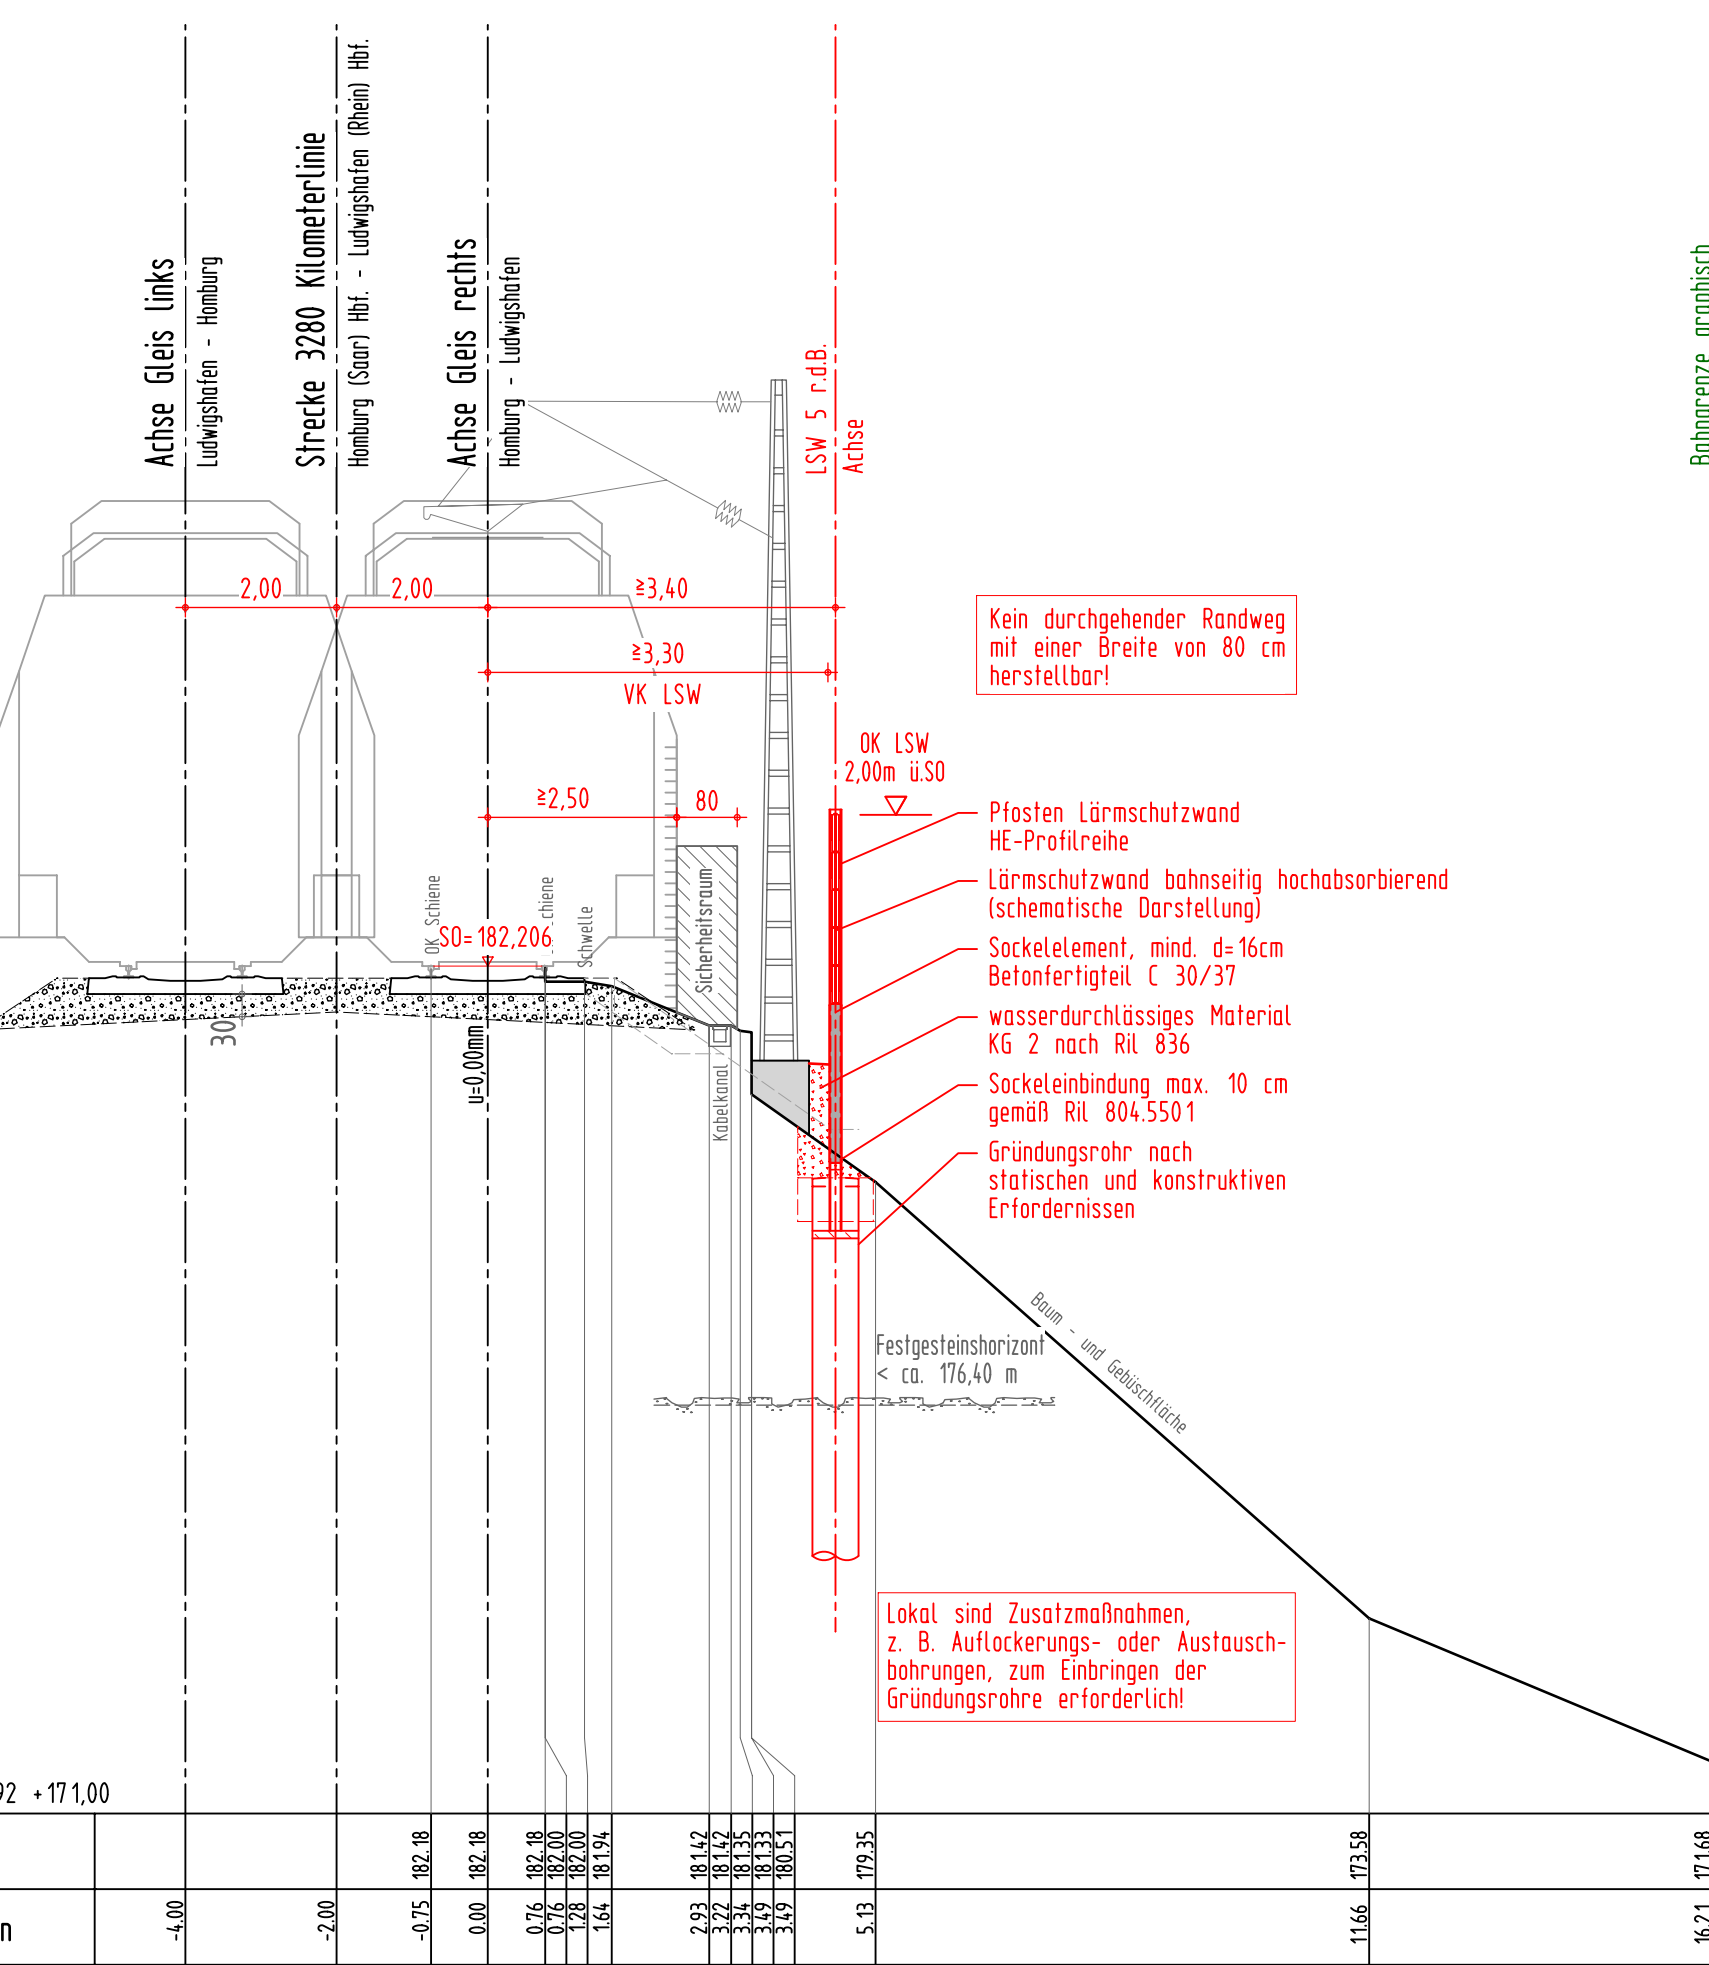 Achse Gleis links
Ludwigshafen - Homburg
Strecke 3280 Kilometerlinie
Homburg (Saar) Hbf. - Ludwigshafen (Rhein) Hbf.
Achse Gleis rechts
Homburg - Ludwigshafen
LSW 5 r.d.B.
Achse
Bahngrenze graphisch
2,00
2,00
≥3,40
≥3,30
VK LSW
≥2,50
80
Kein durchgehender Randweg
mit einer Breite von 80 cm
herstellbar!
OK LSW
2,00m ü.SO
Pfosten Lärmschutzwand
HE-Profilreihe
Lärmschutzwand bahnseitig hochabsorbierend
(schematische Darstellung)
Sockelelement, mind. d=16cm
Betonfertigteil C 30/37
wasserdurchlässiges Material
KG 2 nach Ril 836
Sockeleinbindung max. 10 cm
gemäß Ril 804.5501
Gründungsrohr nach
statischen und konstruktiven
Erfordernissen
OK Schiene
chiene
Schwelle
SO=182,206
Sicherheitsraum
30
u=0,00mm
Kabelkanal
Baum - und Gebüschfläche
Festgesteinshorizont
< ca. 176,40 m
Lokal sind Zusatzmaßnahmen,
z. B. Auflockerungs- oder Austausch-
bohrungen, zum Einbringen der
Gründungsrohre erforderlich!
92 +171,00
182.18 182.18 182.18 182.00 182.00 181.94 181.42 181.42 181.35 181.33 180.51 179.35 173.58 171.68
n -4.00 -2.00 -0.75 0.00 0.76 0.76 1.28 1.64 2.93 3.22 3.34 3.49 3.49 5.13 11.66 16.21